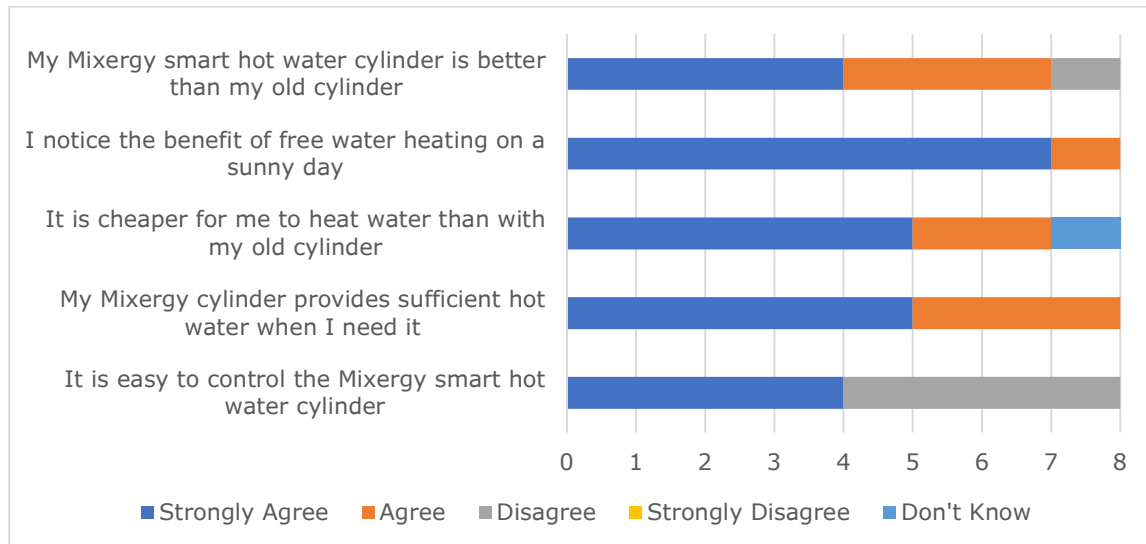 My Mixergy smart hot water cylinder is better
than my old cylinder
I notice the benefit of free water heating on a
sunny day
It is cheaper for me to heat water than with
my old cylinder
My Mixergy cylinder provides sufficient hot
water when I need it
It is easy to control the Mixergy smart hot
water cylinder
0 1 2 3 4 5 6 7 8
Strongly Agree Agree Disagree Strongly Disagree Don't Know